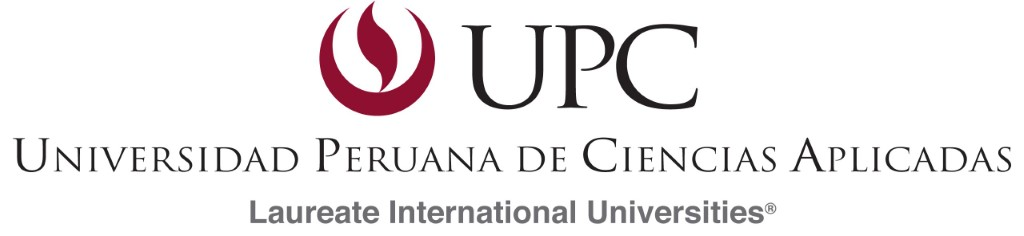 UPC
UNIVERSIDAD PERUANA DE CIENCIAS APLICADAS
Laureate International Universities®